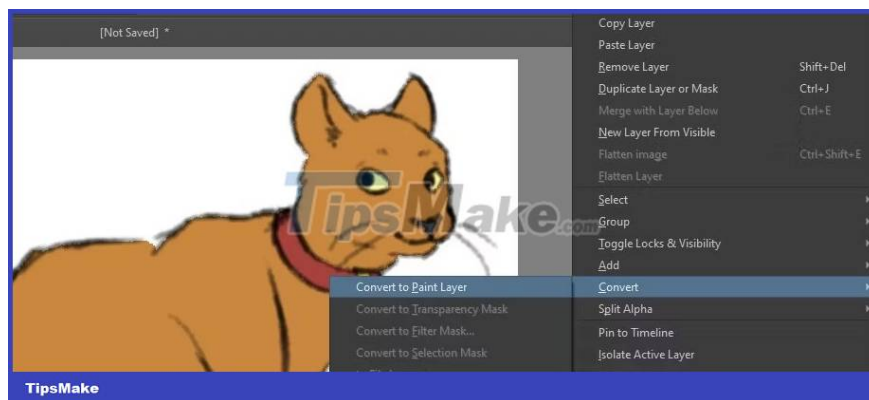 [Not Saved] *
Copy Layer
Paste Layer
Remove Layer Shift+Del
Duplicate Layer or Mask Ctrl+J
Merge with Layer Below Ctrl+E
New Layer From Visible
Flatten image Ctrl+Shift+E
Flatten Layer
Select
Group
Toggle Locks & Visibility
Add
Convert
Split Alpha
Pin to Timeline
Isolate Active Layer
Convert to Paint Layer
Convert to Transparency Mask
Convert to Filter Mask...
Convert to Selection Mask
TipsMake.com
TipsMake